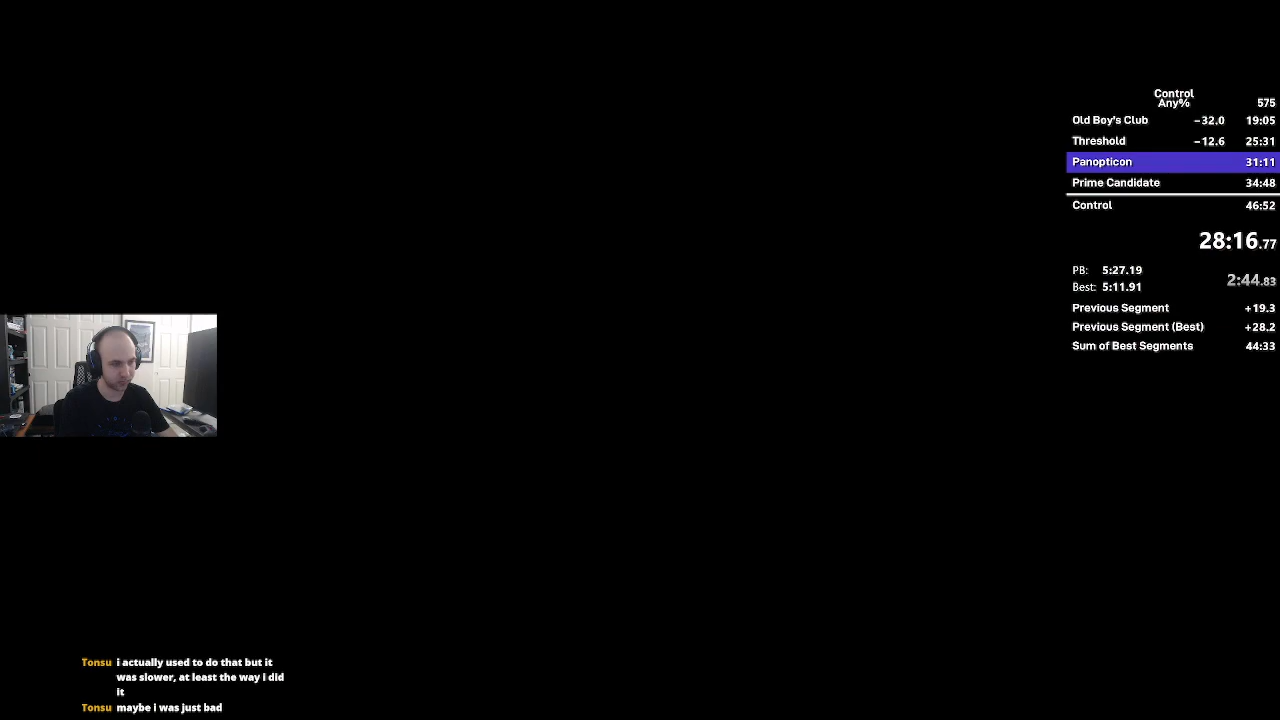 Control
Any% 575
Old Boy's Club -32.0 19:05
Threshold -12.6 25:31
Panopticon 31:11
Prime Candidate 34:48
Control 46:52
28:16.77
PB: 5:27.19
2:44.83
Best: 5:11.91
Previous Segment +19.3
Previous Segment (Best) +28.2
Sum of Best Segments 44:33
Tonsu i actually used to do that but it
was slower, at least the way i did
it
Tonsu maybe i was just bad